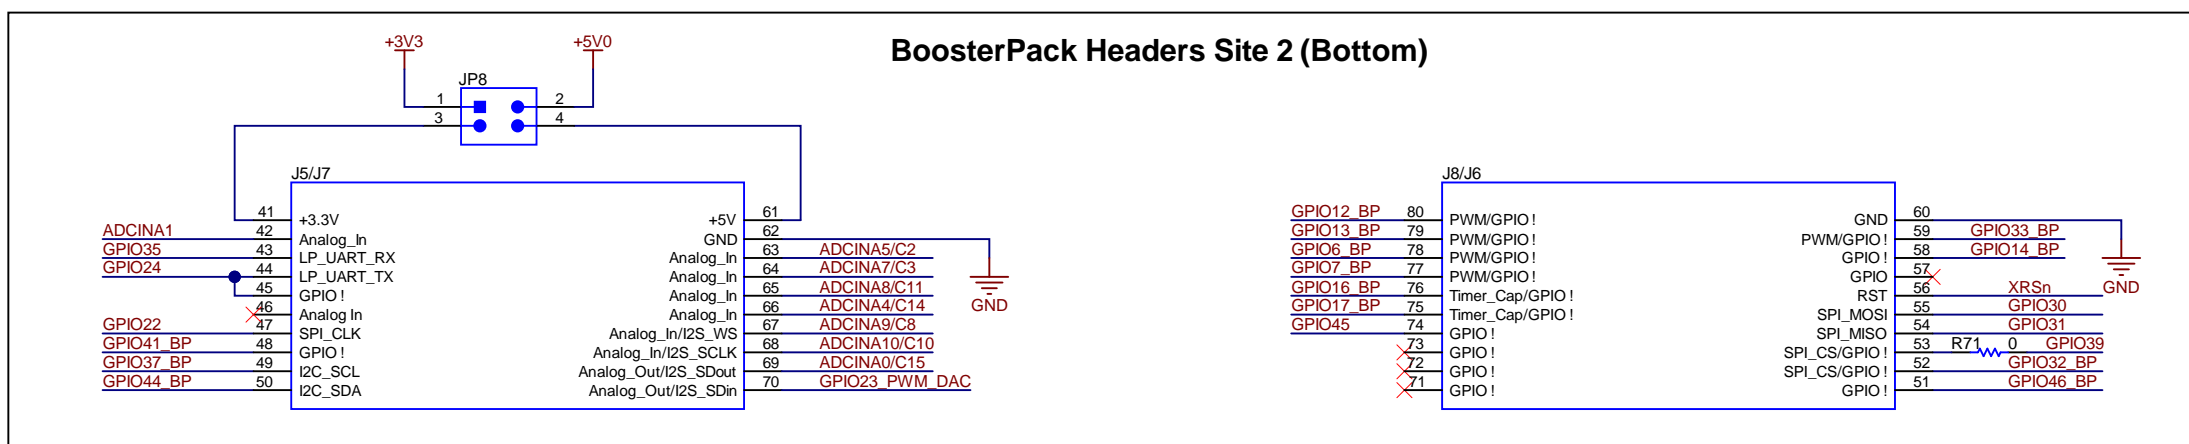 BoosterPack Headers Site 2 (Bottom)
+3V3 +5V0
JP8
1 2
3 4
J5/J7
41 +3.3V +5V 61
ADCINA1 42 Analog_In GND 62
GPIO35 43 LP_UART_RX Analog_In 63 ADCINA5/C2
GPIO24 44 LP_UART_TX Analog_In 64 ADCINA7/C3
45 GPIO ! Analog_In 65 ADCINA8/C11
46 Analog In Analog_In 66 ADCINA4/C14
GPIO22 47 SPI_CLK Analog_In/I2S_WS 67 ADCINA9/C8
GPIO41_BP 48 GPIO ! Analog_In/I2S_SCLK 68 ADCINA10/C10
GPIO37_BP 49 I2C_SCL Analog_Out/I2S_SDout 69 ADCINA0/C15
GPIO44_BP 50 I2C_SDA Analog_Out/I2S_SDin 70 GPIO23_PWM_DAC
GND
J8/J6
GPIO12_BP 80 PWM/GPIO ! GND 60
GPIO13_BP 79 PWM/GPIO ! PWM/GPIO ! 59 GPIO33_BP
GPIO6_BP 78 PWM/GPIO ! GPIO ! 58 GPIO14_BP
GPIO7_BP 77 PWM/GPIO ! GPIO 57
GPIO16_BP 76 Timer_Cap/GPIO ! RST 56 XRSn
GPIO17_BP 75 Timer_Cap/GPIO ! SPI_MOSI 55 GPIO30
GPIO45 74 GPIO ! SPI_MISO 54 GPIO31
73 GPIO ! SPI_CS/GPIO ! 53 R71 0 GPIO39
72 GPIO ! SPI_CS/GPIO ! 52 GPIO32_BP
71 GPIO ! GPIO ! 51 GPIO46_BP
GND